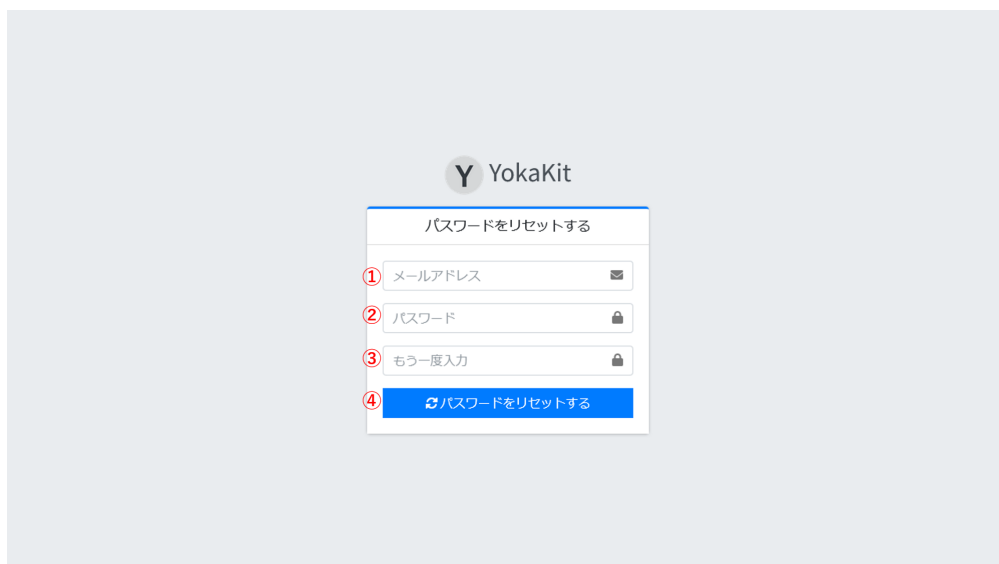 Y YokaKit
パスワードをリセットする
① メールアドレス
② パスワード
③ もう一度入力
④ パスワードをリセットする